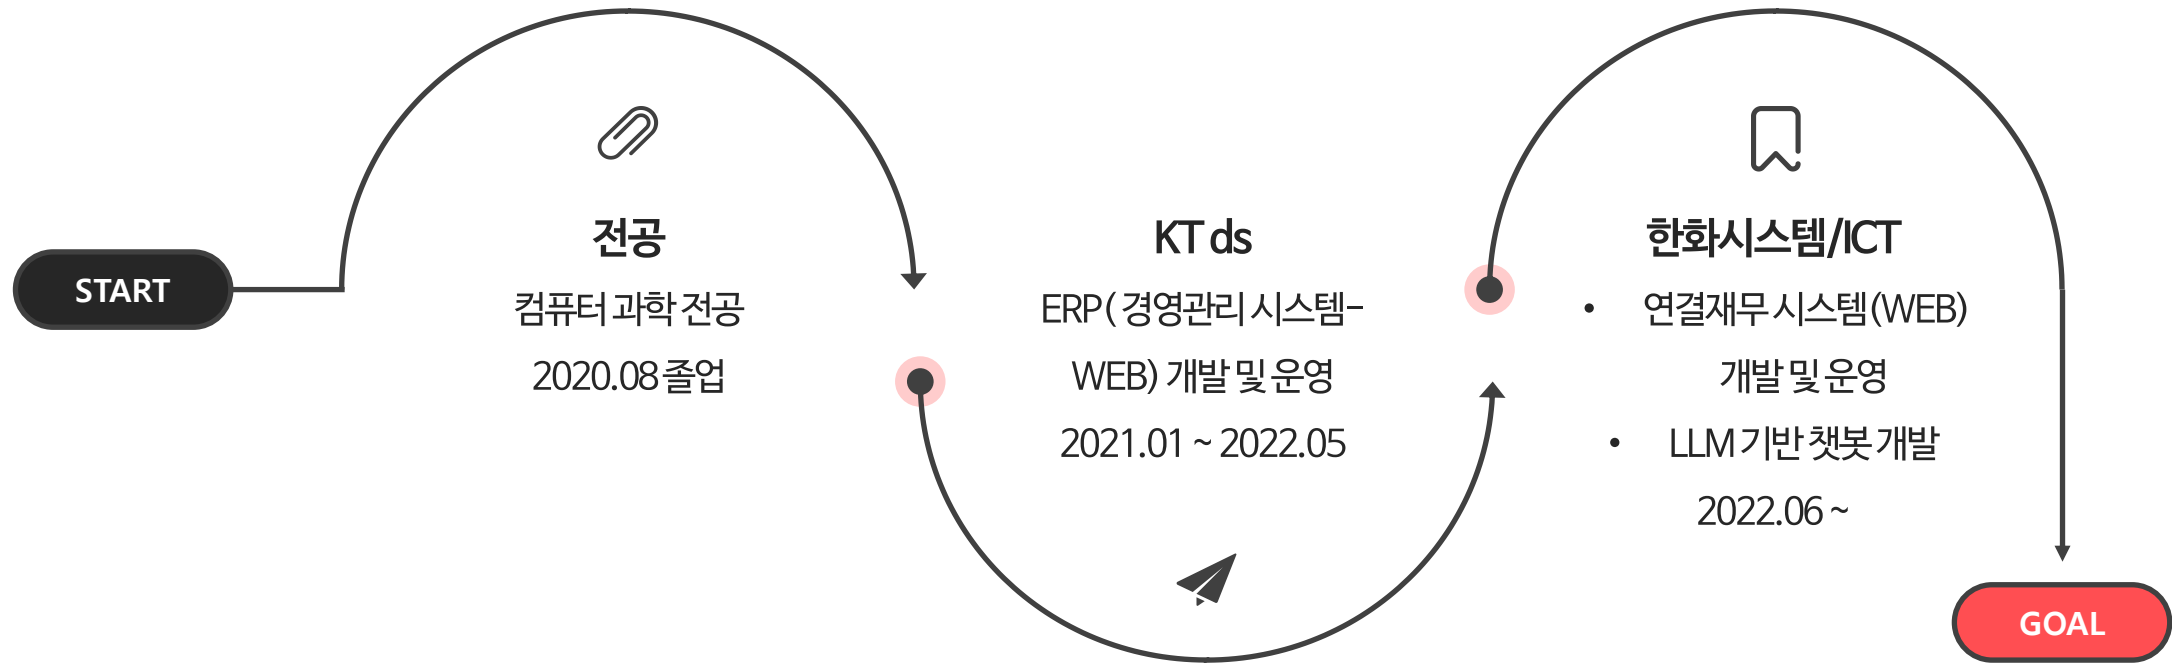 START
전공
컴퓨터 과학 전공
2020.08 졸업
KT ds
ERP ( 경영관리 시스템-
WEB) 개발 및 운영
2021.01 ~ 2022.05
한화시스템/ICT
• 연결재무 시스템(WEB)
개발 및 운영
• LLM 기반 챗봇 개발
2022.06 ~
GOAL